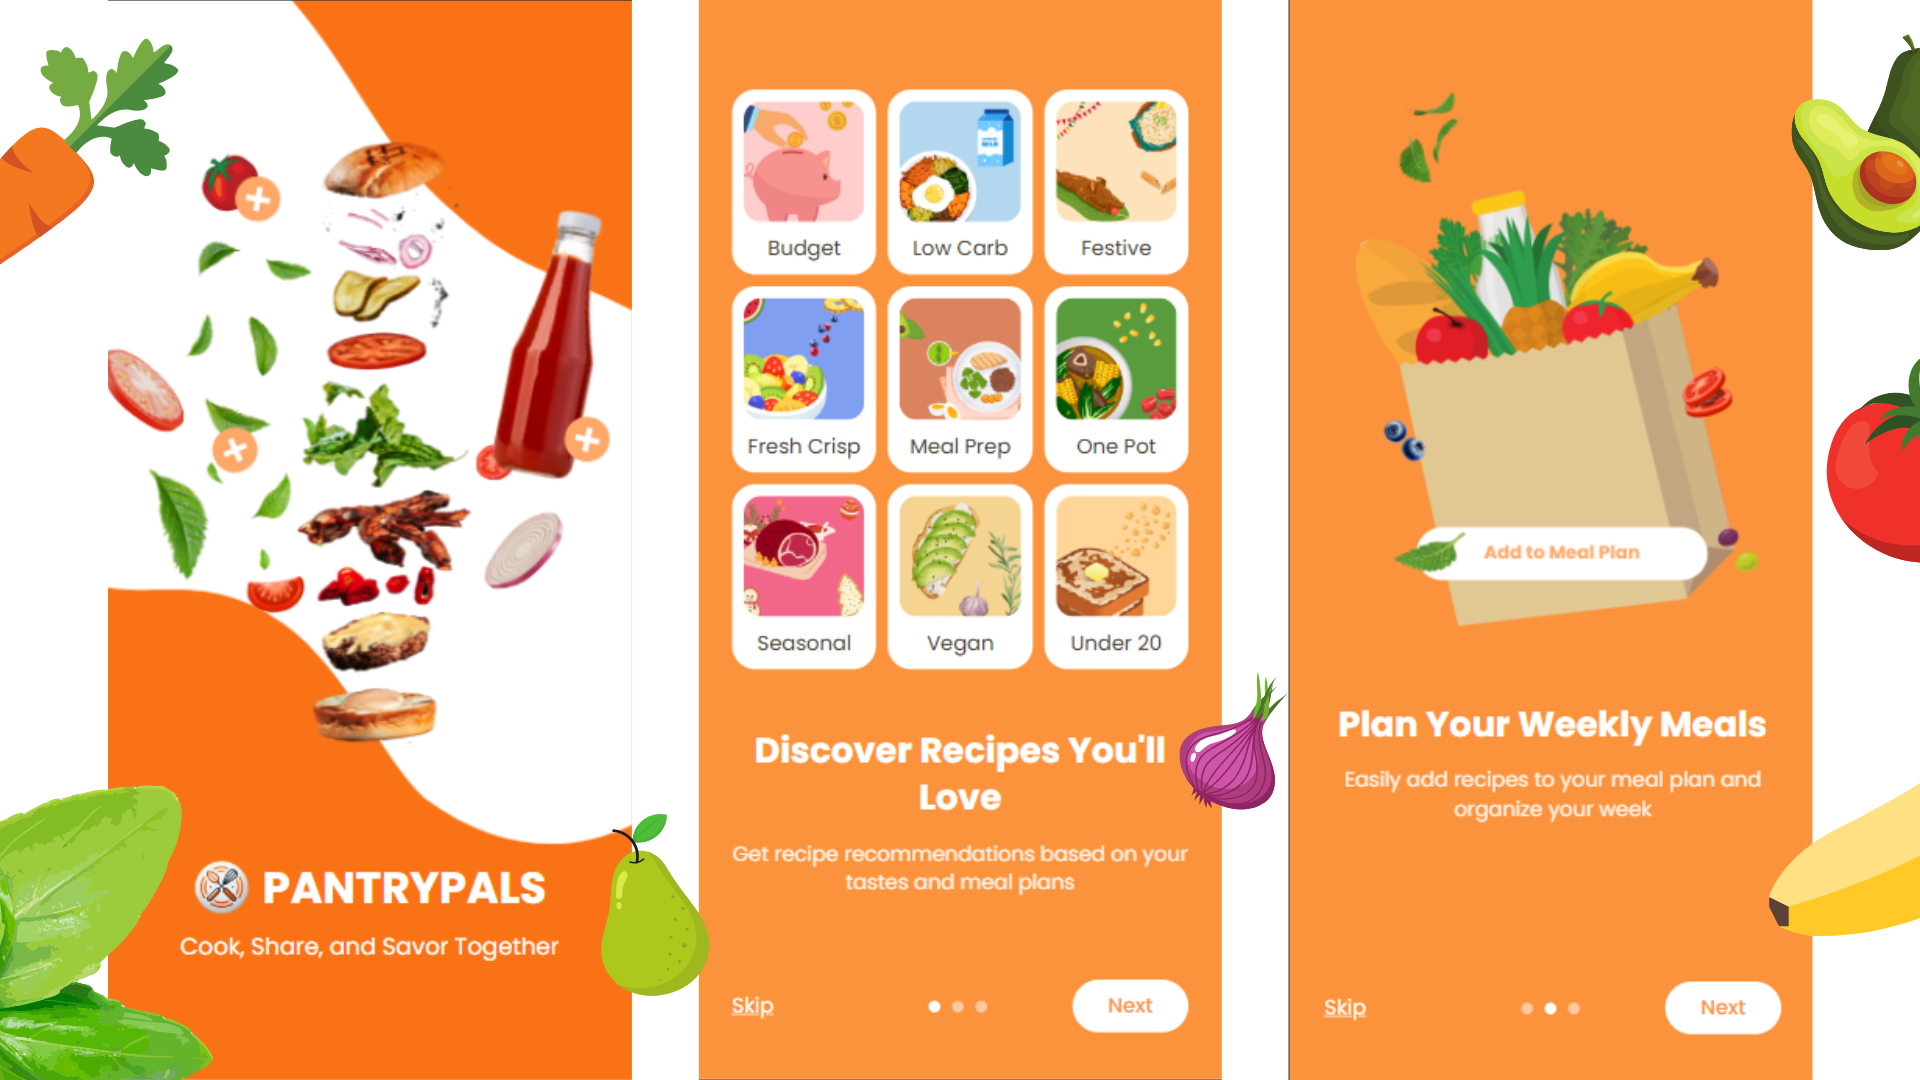 PANTRYPALS
Cook, Share, and Savor Together
Budget
Low Carb
Festive
Fresh Crisp
Meal Prep
One Pot
Seasonal
Vegan
Under 20
Discover Recipes You'll
Love
Get recipe recommendations based on your
tastes and meal plans
Skip
Next
Add to Meal Plan
Plan Your Weekly Meals
Easily add recipes to your meal plan and
organize your week
Skip
Next